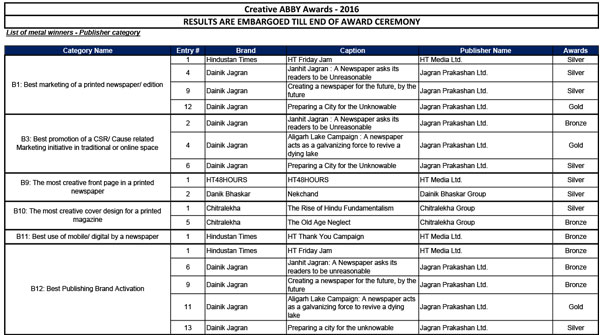 Creative ABBY Awards - 2016
RESULTS ARE EMBARGOED TILL END OF AWARD CEREMONY
List of metal winners - Publisher category
Category Name Entry # Brand Caption Publisher Name Awards
B1: Best marketing of a printed newspaper/ edition
1 Hindustan Times HT Friday Jam HT Media Ltd. Silver
4 Dainik Jagran Janhit Jagran : A Newspaper asks its readers to be Unreasonable Jagran Prakashan Ltd. Silver
9 Dainik Jagran Creating a newspaper for the future, by the future Jagran Prakashan Ltd. Silver
12 Dainik Jagran Preparing a City for the Unknowable Jagran Prakashan Ltd. Gold
B3: Best promotion of a CSR/ Cause related Marketing initiative in traditional or online space
2 Dainik Jagran Janhit Jagran : A Newspaper asks its readers to be Unreasonable Jagran Prakashan Ltd. Bronze
4 Dainik Jagran Aligarh Lake Campaign : A newspaper acts as a galvanizing force to revive a dying lake Jagran Prakashan Ltd. Gold
6 Dainik Jagran Preparing a City for the Unknowable Jagran Prakashan Ltd. Silver
B9: The most creative front page in a printed newspaper
1 HT48HOURS HT48HOURS HT Media Ltd. Silver
2 Danik Bhaskar Nekchand Dainik Bhaskar Group Silver
B10: The most creative cover design for a printed magazine
1 Chitralekha The Rise of Hindu Fundamentalism Chitralekha Group Silver
5 Chitralekha The Old Age Neglect Chitralekha Group Bronze
B11: Best use of mobile/ digital by a newspaper 1 Hindustan Times HT Thank You Campaign HT Media Ltd. Bronze
B12: Best Publishing Brand Activation
1 Hindustan Times HT Friday Jam HT Media Ltd. Bronze
6 Dainik Jagran Janhit Jagran: A Newspaper asks its readers to be unreasonable Jagran Prakashan Ltd. Bronze
9 Dainik Jagran Creating a newspaper for the future, by the future Jagran Prakashan Ltd. Bronze
11 Dainik Jagran Aligarh Lake Campaign: A newspaper acts as a galvanizing force to revive a dying lake Jagran Prakashan Ltd. Gold
13 Dainik Jagran Preparing a city for the unknowable Jagran Prakashan Ltd. Silver